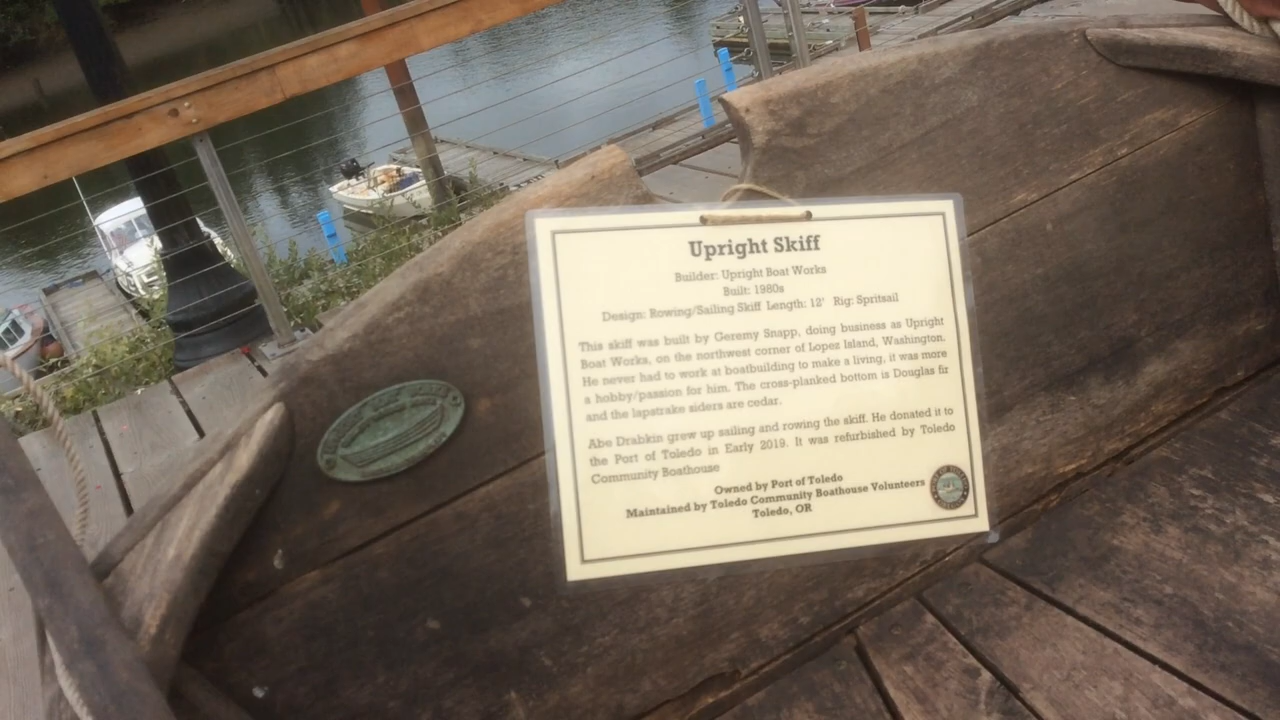 Upright Skiff
Builder: Upright Boat Works
Built: 1980s
Design: Rowing/Sailing Skiff Length: 12' Rig: Spritsail
This skiff was built by Geremy Snapp, doing business as Upright
Boat Works, on the northwest corner of Lopez Island, Washington.
He never had to work at boatbuilding to make a living, it was more
a hobby/passion for him. The cross-planked bottom is Douglas fir
and the lapstrake siders are cedar.
Abe Drabkin grew up sailing and rowing the skiff. He donated it to
the Port of Toledo in Early 2019. It was refurbished by Toledo
Community Boathouse
Owned by Port of Toledo
Maintained by Toledo Community Boathouse Volunteers
Toledo, OR